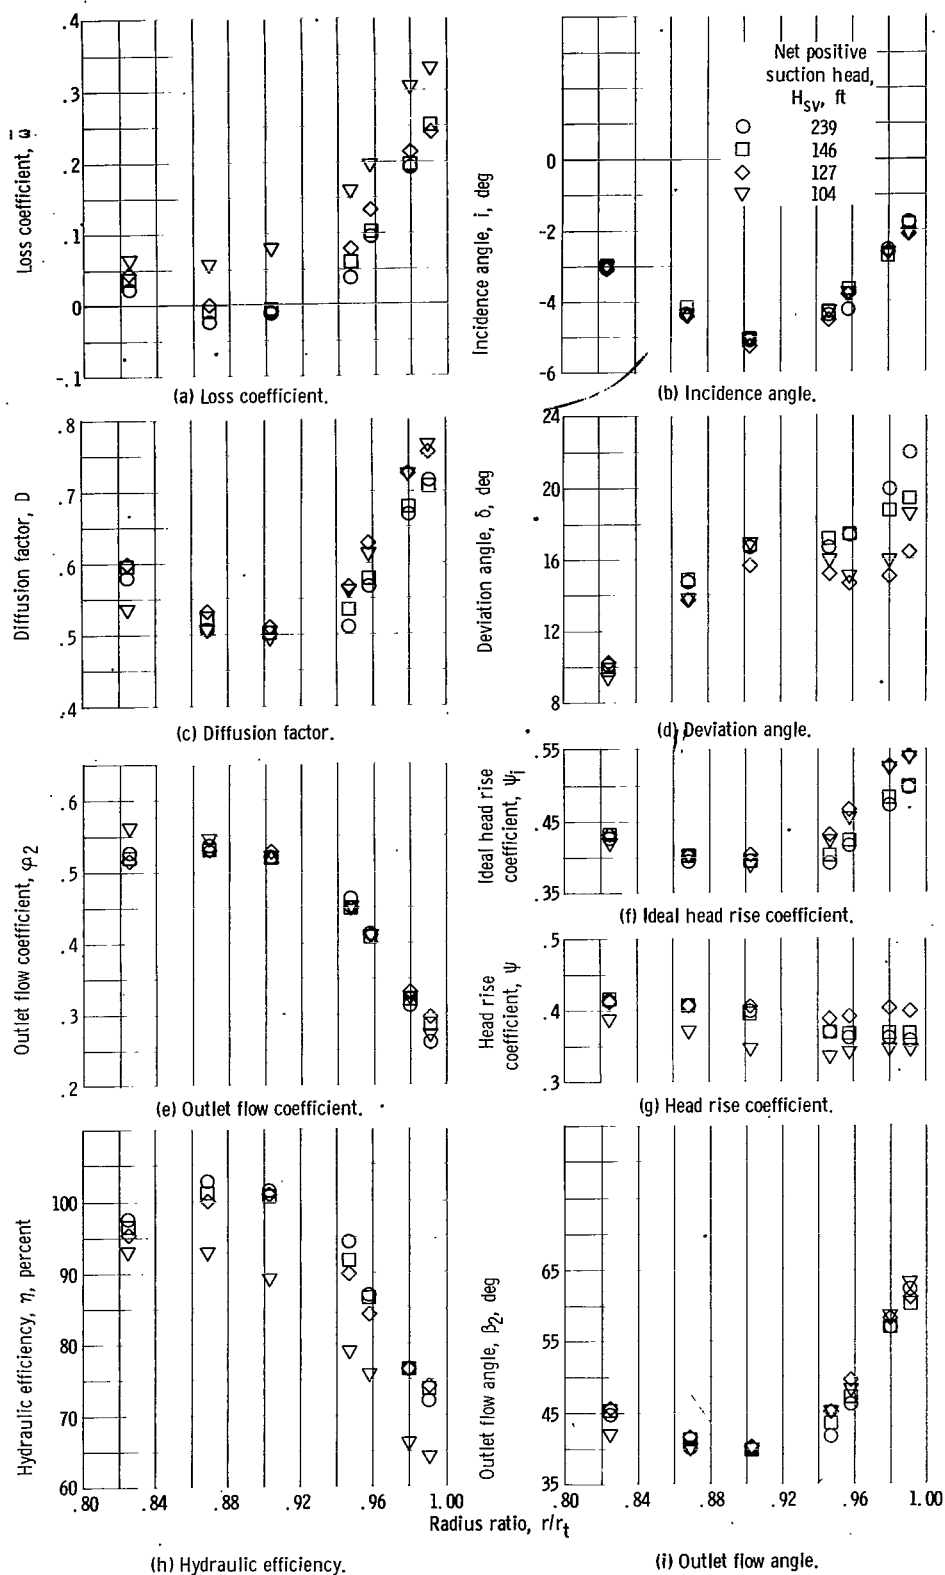 .4
.3
.2
.1
0
-.1
Loss coefficient, ω̅
(a) Loss coefficient.
Net positive
suction head,
H_sv, ft
○ 239
□ 146
◇ 127
▽ 104
0
-2
-4
-6
Incidence angle, i, deg
(b) Incidence angle.
.8
.7
.6
.5
.4
Diffusion factor, D
(c) Diffusion factor.
24
20
16
12
8
Deviation angle, δ, deg
(d) Deviation angle.
.6
.5
.4
.3
.2
Outlet flow coefficient, φ₂
(e) Outlet flow coefficient.
.55
.45
.35
Ideal head rise
coefficient, ψᵢ
(f) Ideal head rise coefficient.
.5
.4
.3
Head rise
coefficient, ψ
(g) Head rise coefficient.
100
90
80
70
60
Hydraulic efficiency, η, percent
.80 .84 .88 .92 .96 1.00
65
55
45
35
Outlet flow angle, β₂, deg
.80 .84 .88 .92 .96 1.00
Radius ratio, r/r_t
(h) Hydraulic efficiency.
(i) Outlet flow angle.